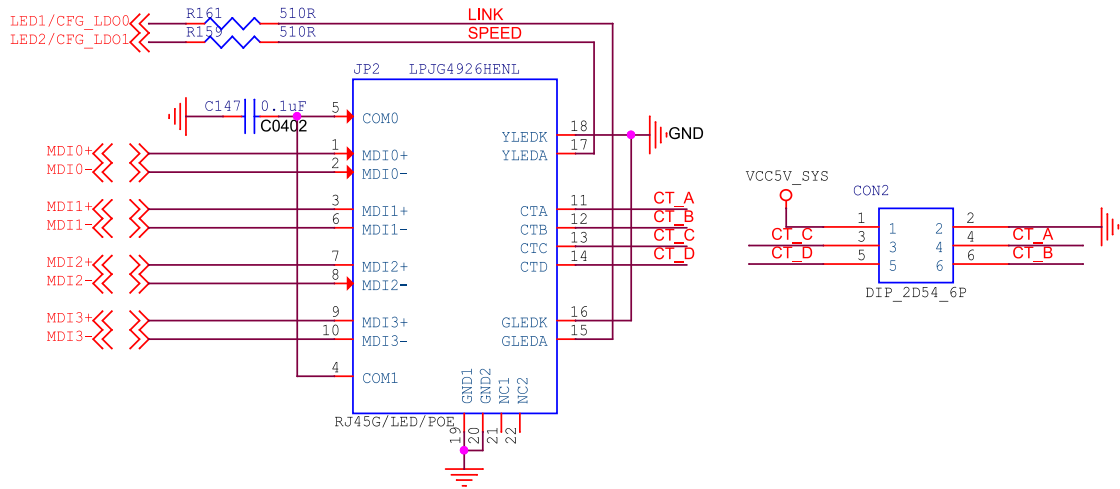 LED1/CFG_LDO0 R161 510R LINK
LED2/CFG_LDO1 R159 510R SPEED
JP2 LPJG4926HENL
C147 0.1uF 5 COM0
C0402
YLEDK 18 GND
MDI0+ 1 MDI0+ YLEDA 17
MDI0- 2 MDI0-
VCC5V_SYS
CON2
MDI1+ 3 MDI1+ CTA 11 CT_A
MDI1- 6 MDI1- CTB 12 CT_B
1 1 2 2
CTC 13 CT_C
CT_C 3 3 4 4 CT_A
MDI2+ 7 MDI2+ CTD 14 CT_D
CT_D 5 5 6 6 CT_B
MDI2- 8 MDI2-
DIP_2D54_6P
MDI3+ 9 MDI3+ GLEDK 16
MDI3- 10 MDI3- GLEDA 15
4 COM1
GND1 GND2 NC1 NC2
RJ45G/LED/POE
19 20 21 22